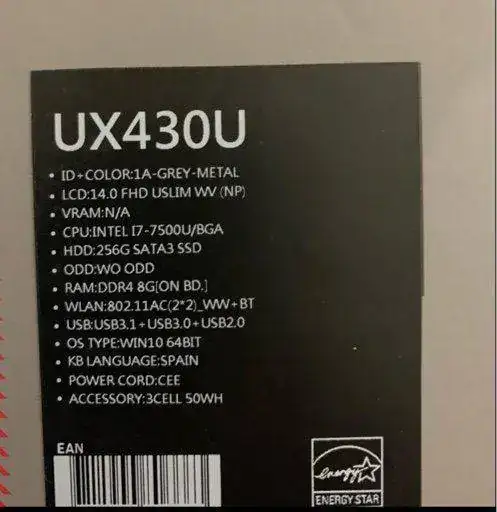 UX430U
• ID+COLOR:1A-GREY-METAL
• LCD:14.0 FHD USLIM WV (NP)
• VRAM:N/A
• CPU:INTEL I7-7500U/BGA
• HDD:256G SATA3 SSD
• ODD:WO ODD
• RAM:DDR4 8G[ON BD.]
• WLAN:802.11AC(2*2)_WW+BT
• USB:USB3.1+USB3.0+USB2.0
• OS TYPE:WIN10 64BIT
• KB LANGUAGE:SPAIN
• POWER CORD:CEE
• ACCESSORY:3CELL 50WH
EAN
energy
ENERGY STAR